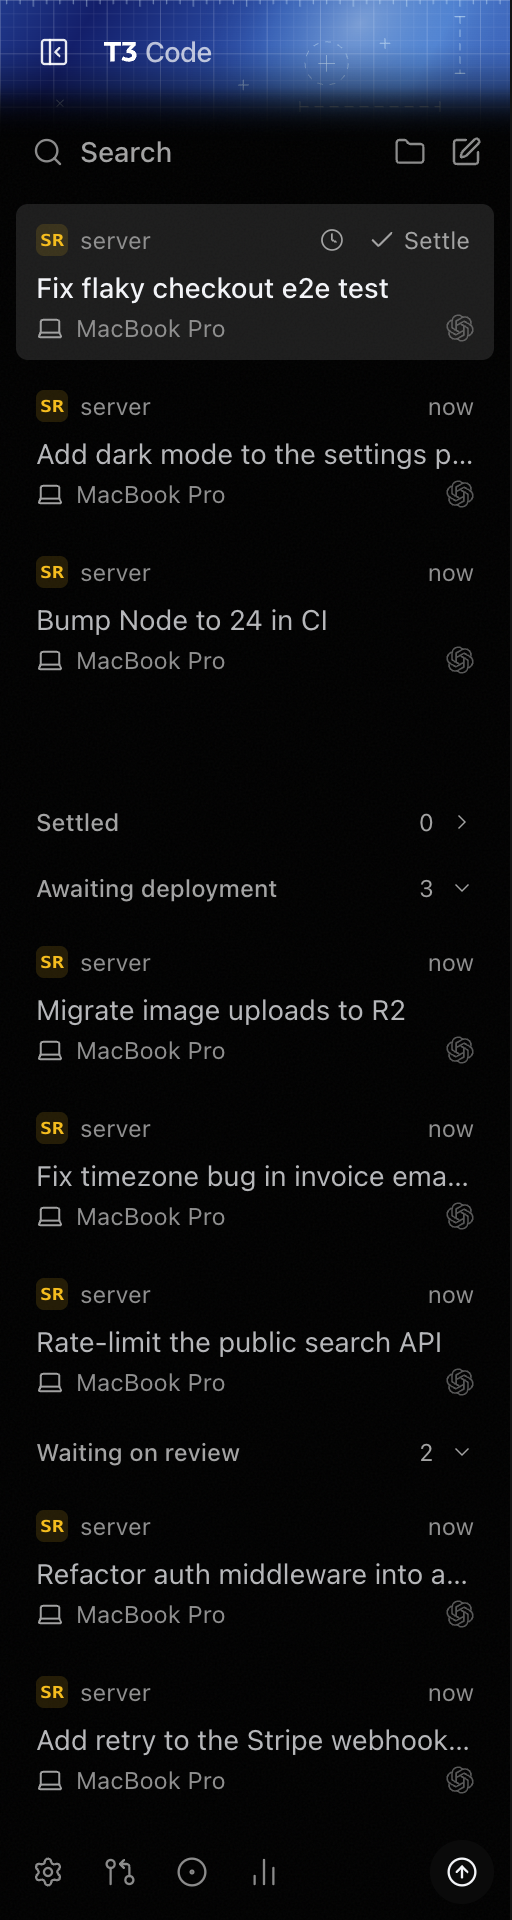 T3 Code
Search
SR server Settle
Fix flaky checkout e2e test
MacBook Pro
SR server now
Add dark mode to the settings p...
MacBook Pro
SR server now
Bump Node to 24 in CI
MacBook Pro
Settled 0
Awaiting deployment 3
SR server now
Migrate image uploads to R2
MacBook Pro
SR server now
Fix timezone bug in invoice ema...
MacBook Pro
SR server now
Rate-limit the public search API
MacBook Pro
Waiting on review 2
SR server now
Refactor auth middleware into a...
MacBook Pro
SR server now
Add retry to the Stripe webhook...
MacBook Pro